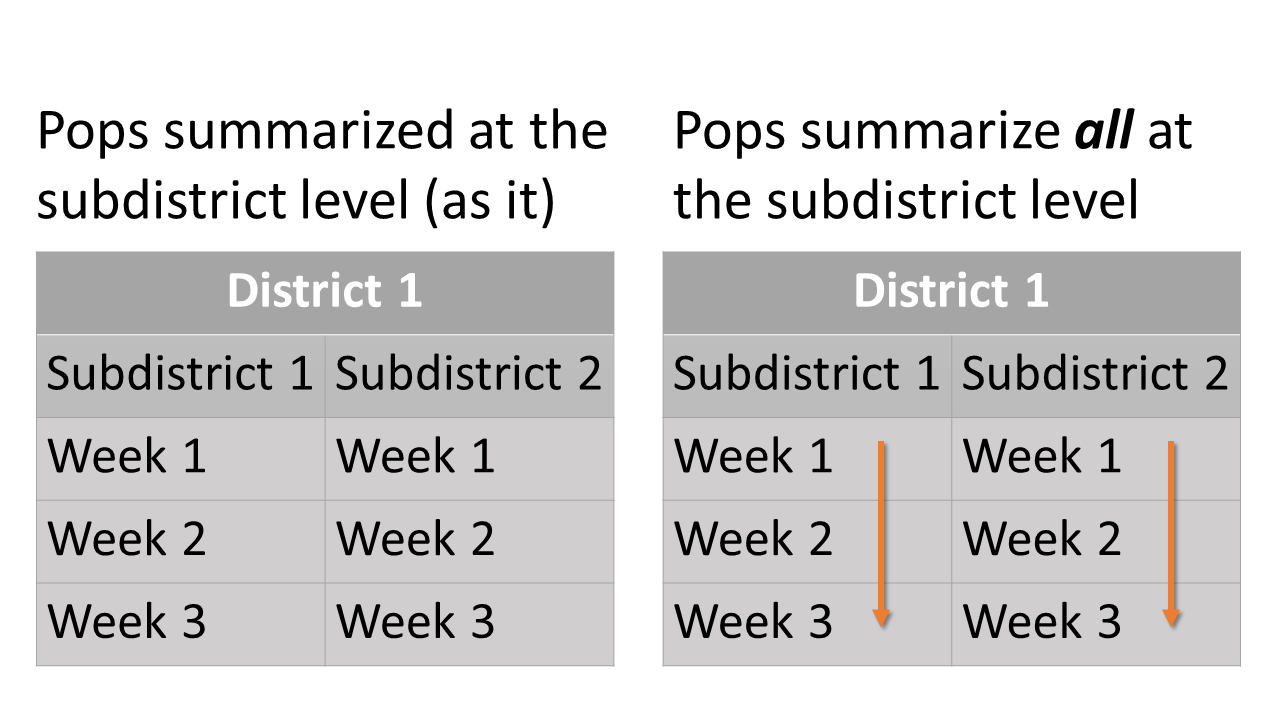 Pops summarized at the
subdistrict level (as it)
District 1
Subdistrict 1 Subdistrict 2
Week 1 Week 1
Week 2 Week 2
Week 3 Week 3
Pops summarize all at
the subdistrict level
District 1
Subdistrict 1 Subdistrict 2
Week 1 Week 1
Week 2 Week 2
Week 3 Week 3